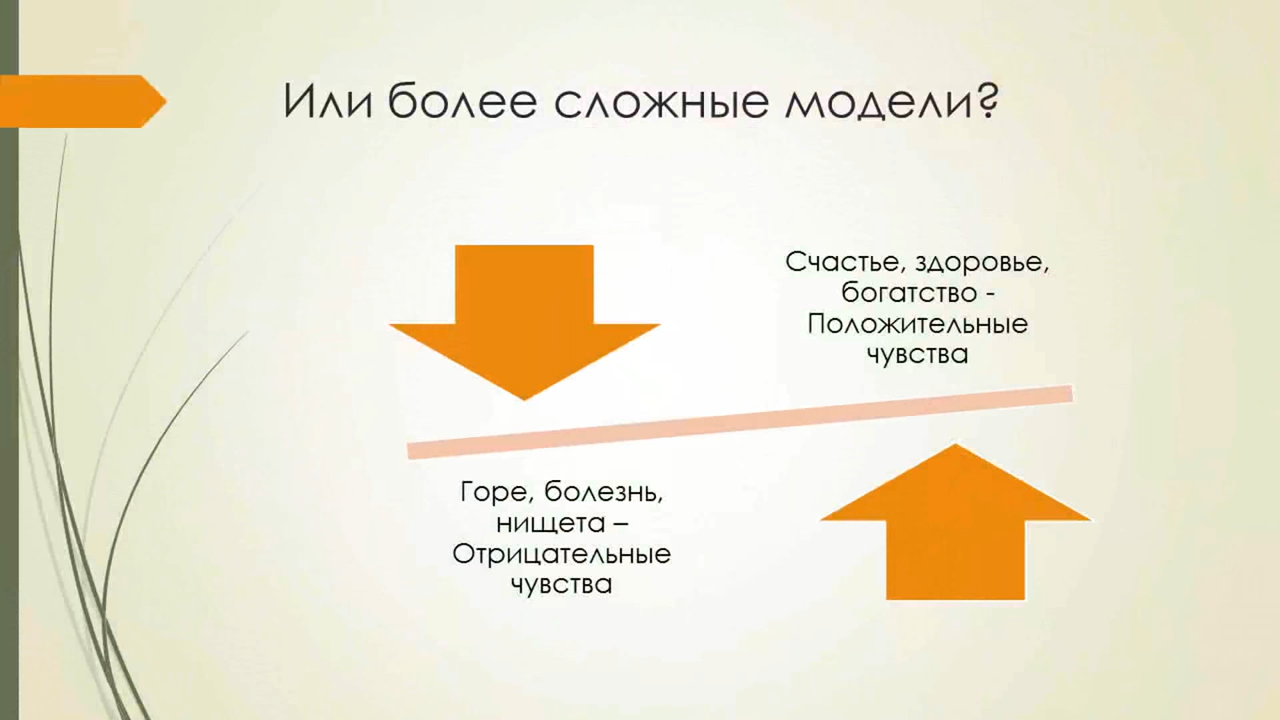 Или более сложные модели?
Счастье, здоровье,
богатство -
Положительные
чувства
Горе, болезнь,
нищета –
Отрицательные
чувства